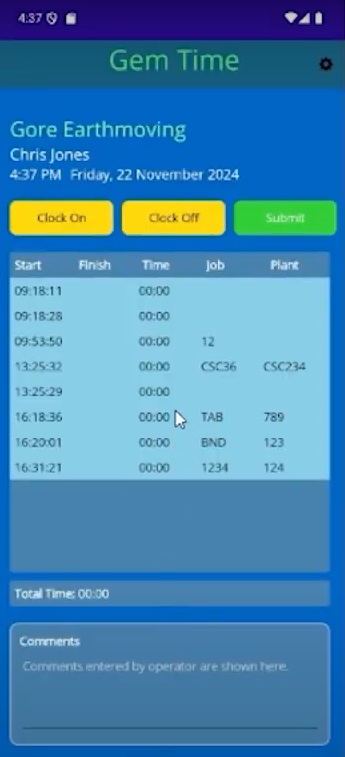 4:37
Gem Time
Gore Earthmoving
Chris Jones
4:37 PM Friday, 22 November 2024
Clock On Clock Off Submit
Start Finish Time Job Plant
09:18:11 00:00
09:18:28 00:00
09:53:50 00:00 12
13:25:32 00:00 CSC36 CSC234
13:25:29 00:00
16:18:36 00:00 TAB 789
16:20:01 00:00 BND 123
16:31:21 00:00 1234 124
Total Time: 00:00
Comments
Comments entered by operator are shown here.